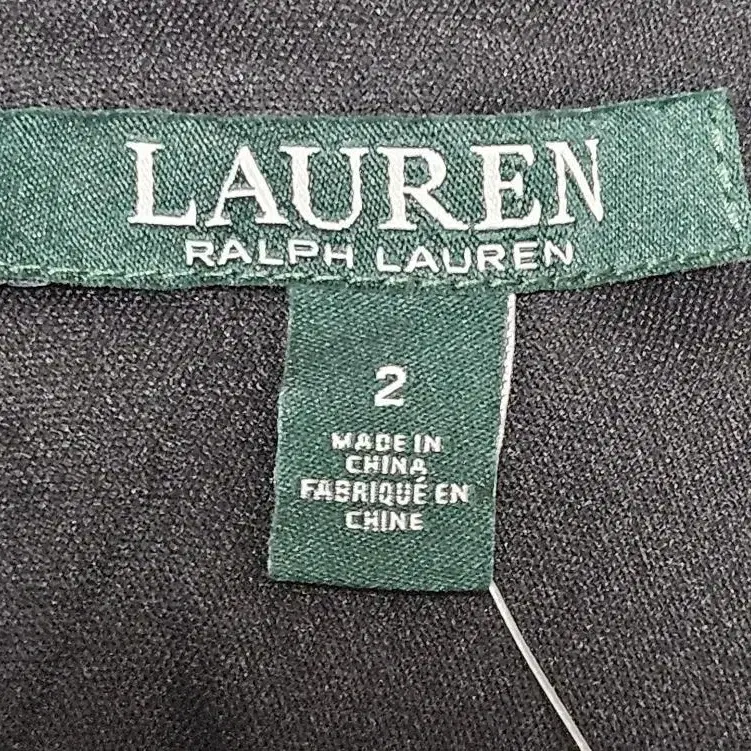 LAUREN
RALPH LAUREN
2
MADE IN
CHINA
FABRIQUÉ EN
CHINE